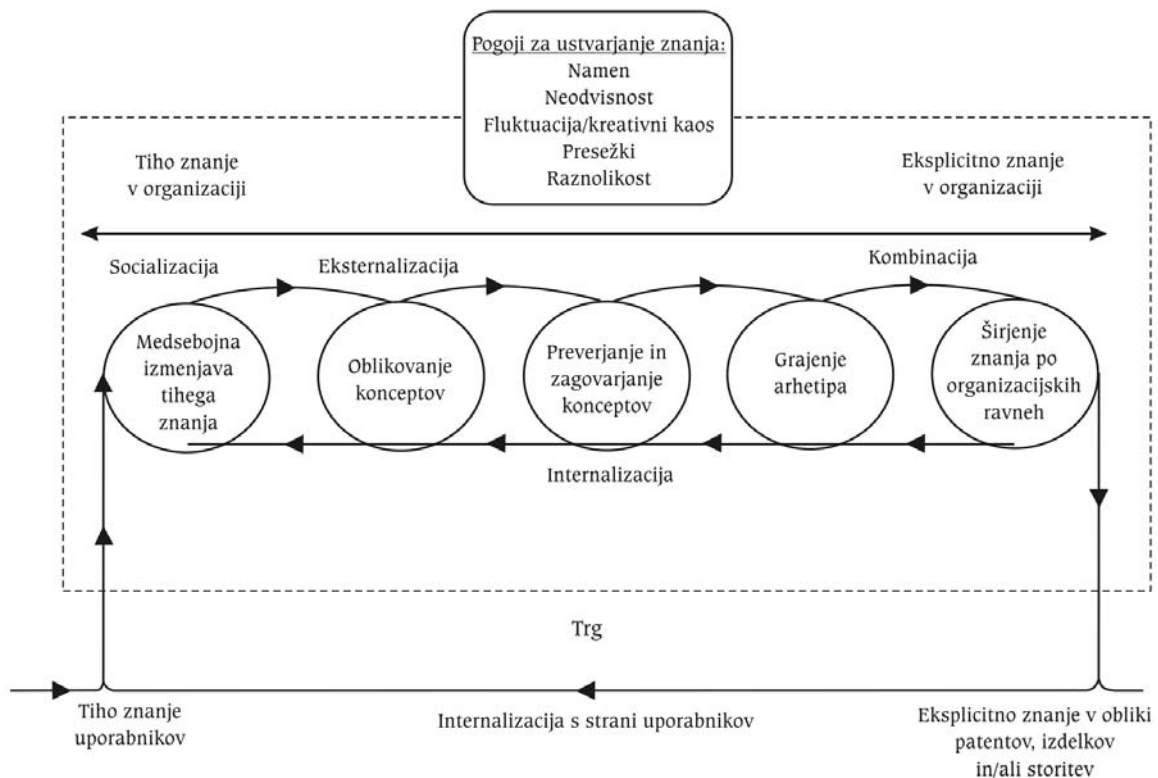 Pogoji za ustvarjanje znanja:
Namen
Neodvisnost
Fluktuacija/kreativni kaos
Presežki
Raznolikost
Tiho znanje
v organizaciji
Eksplicitno znanje
v organizaciji
Socializacija
Eksternalizacija
Kombinacija
Medsebojna
izmenjava
tihega
znanja
Oblikovanje
konceptov
Preverjanje in
zagovarjanje
konceptov
Grajenje
arhetipa
Širjenje
znanja po
organizacijskih
ravneh
Internalizacija
Trg
Tiho znanje
uporabnikov
Internalizacija s strani uporabnikov
Eksplicitno znanje v obliki
patentov, izdelkov
in/ali storitev